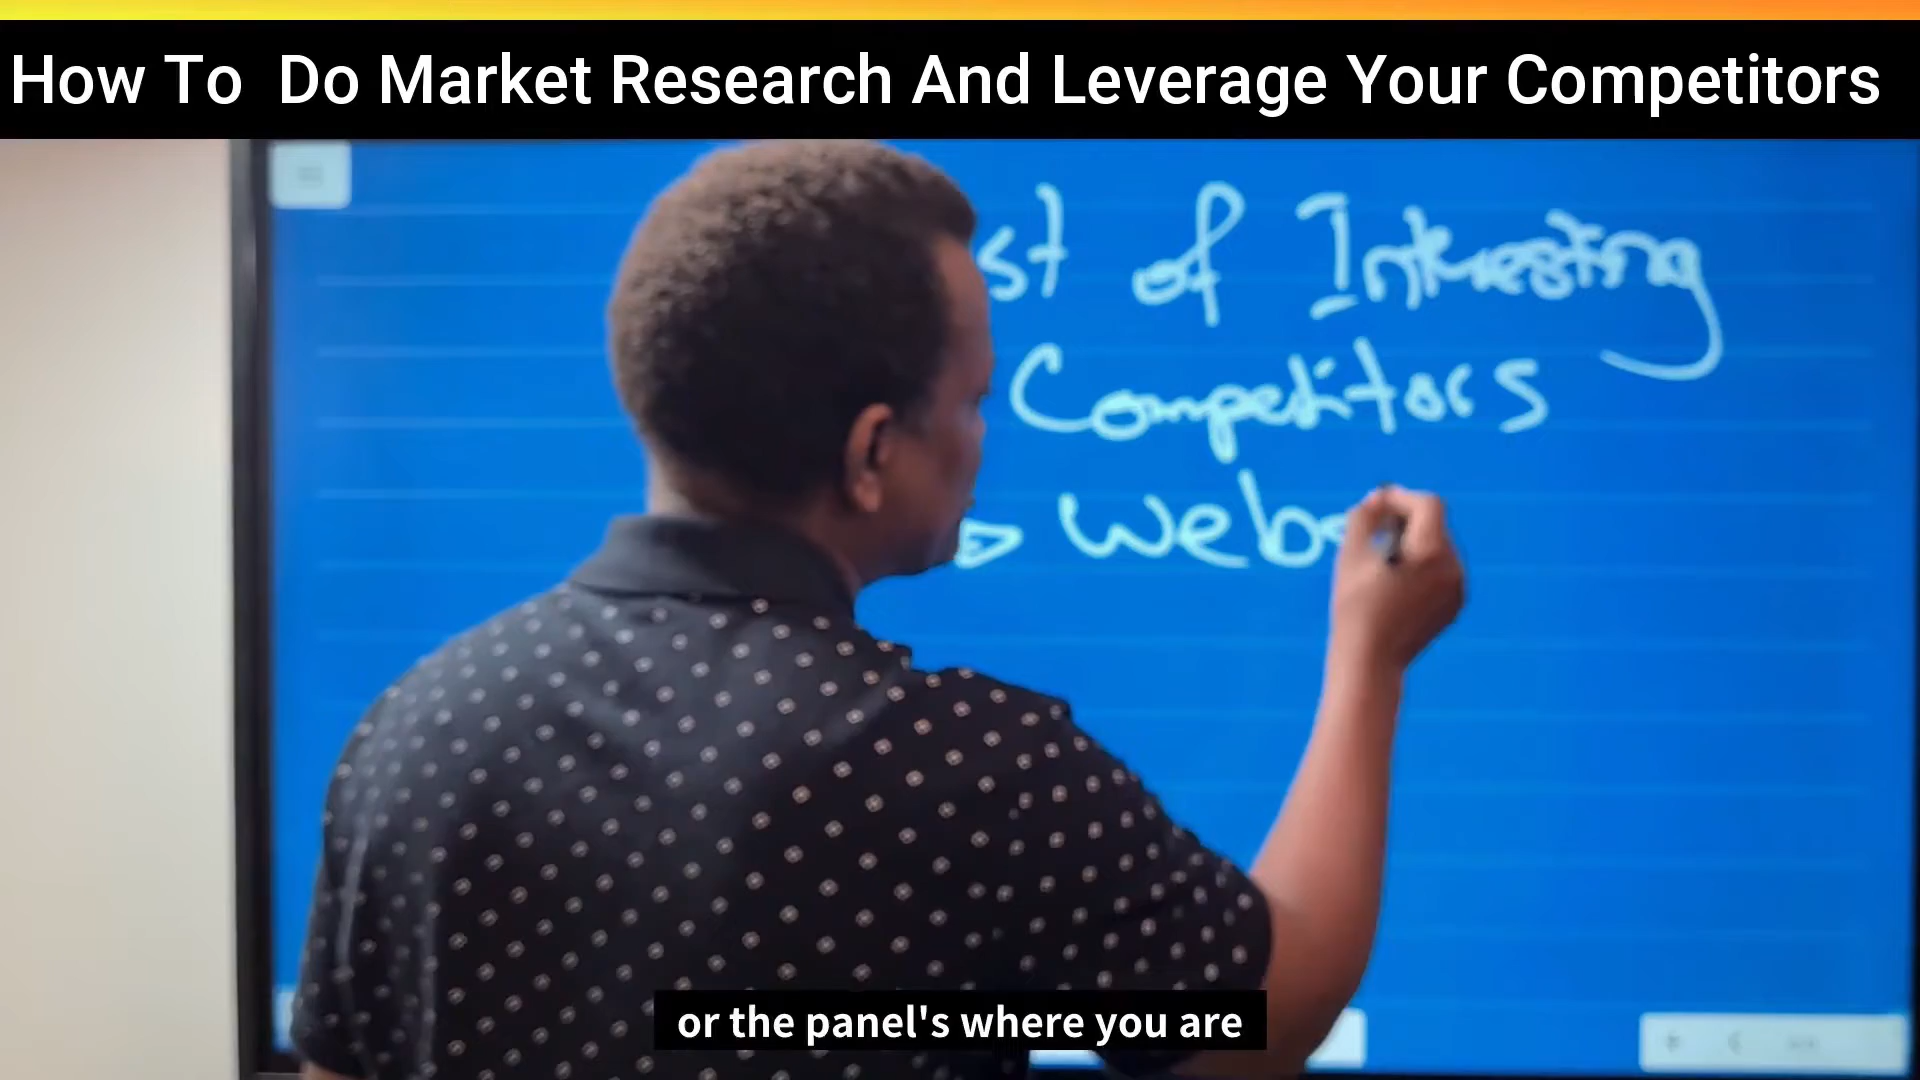 How To Do Market Research And Leverage Your Competitors
st of Interesting
Competitors
Webs
or the panel's where you are